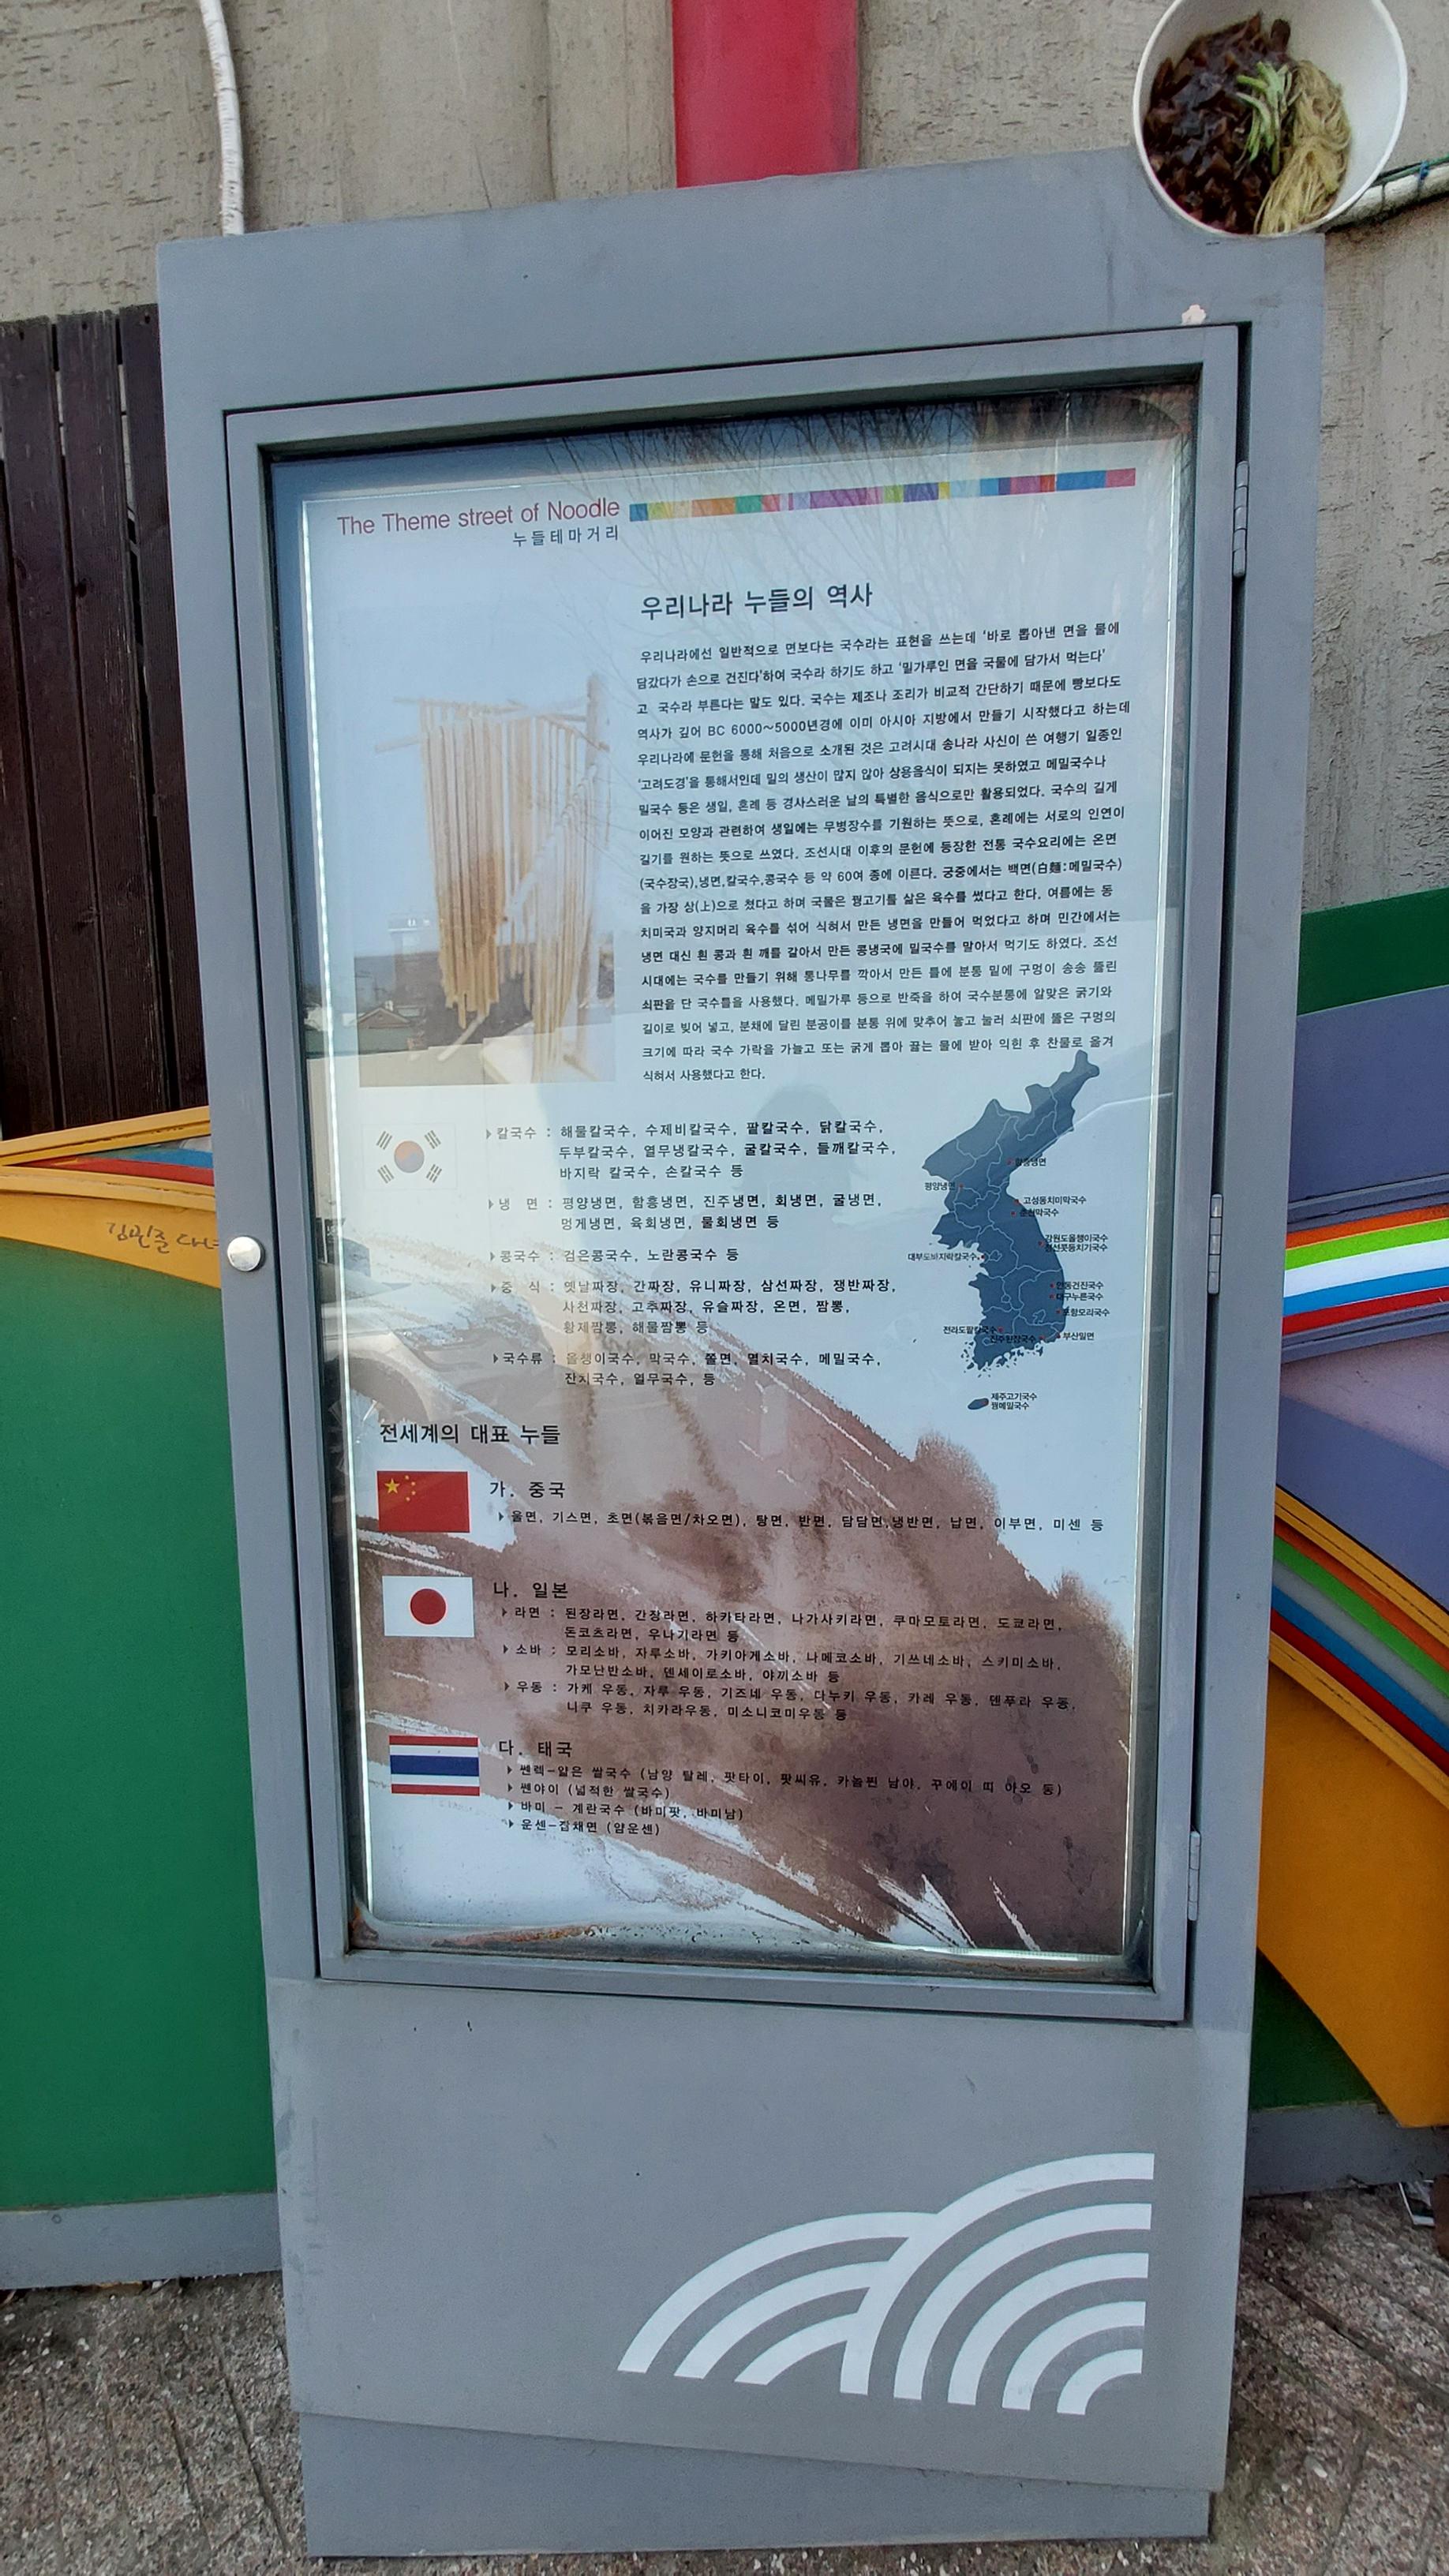 The Theme street of Noodle
누들테마거리
우리나라 누들의 역사
우리나라에선 일반적으로 면보다는 국수라는 표현을 쓰는데 '바로 뽑아낸 면을 물에
담갔다가 손으로 건진다'하여 국수라 하기도 하고 '밀가루인 면을 국물에 담가서 먹는다'
고 국수라 부른다는 말도 있다. 국수는 제조나 조리가 비교적 간단하기 때문에 빵보다도
역사가 깊어 BC 6000~5000년경에 이미 아시아 지방에서 만들기 시작했다고 하는데
우리나라에 문헌을 통해 처음으로 소개된 것은 고려시대 송나라 사신이 쓴 여행기 일종인
'고려도경'을 통해서인데 밀의 생산이 많지 않아 상용음식이 되지는 못하였고 메밀국수나
밀국수 등은 생일, 혼례 등 경사스러운 날의 특별한 음식으로만 활용되었다. 국수의 길게
이어진 모양과 관련하여 생일에는 무병장수를 기원하는 뜻으로, 혼례에는 서로의 인연이
길기를 원하는 뜻으로 쓰였다. 조선시대 이후의 문헌에 등장한 전통 국수요리에는 온면
(국수장국),냉면,칼국수,콩국수 등 약 60여 종에 이른다. 궁중에서는 백면(白麵:메밀국수)
을 가장 상(上)으로 쳤다고 하며 국물은 꿩고기를 삶은 육수를 썼다고 한다. 여름에는 동
치미국과 양지머리 육수를 섞어 식혀서 만든 냉면을 만들어 먹었다고 하며 민간에서는
냉면 대신 흰 콩과 흰 깨를 갈아서 만든 콩냉국에 밀국수를 말아서 먹기도 하였다. 조선
시대에는 국수를 만들기 위해 통나무를 깍아서 만든 틀에 분통 밑에 구멍이 송송 뚫린
쇠판을 단 국수틀을 사용했다. 메밀가루 등으로 반죽을 하여 국수분통에 알맞은 굵기와
길이로 빚어 넣고, 분채에 달린 분공이를 분통 위에 맞추어 놓고 눌러 쇠판에 뚫은 구멍의
크기에 따라 국수 가락을 가늘고 또는 굵게 뽑아 끓는 물에 받아 익힌 후 찬물로 옮겨
식혀서 사용했다고 한다.
칼국수 : 해물칼국수, 수제비칼국수, 팥칼국수, 닭칼국수,
두부칼국수, 열무냉칼국수, 굴칼국수, 들깨칼국수,
바지락 칼국수, 손칼국수 등
냉 면 : 평양냉면, 함흥냉면, 진주냉면, 회냉면, 굴냉면,
멍게냉면, 육회냉면, 물회냉면 등
콩국수 : 검은콩국수, 노란콩국수 등
중 식 : 옛날짜장, 간짜장, 유니짜장, 삼선짜장, 쟁반짜장,
사천짜장, 고추짜장, 유슬짜장, 온면, 짬뽕,
황제짬뽕, 해물짬뽕 등
국수류 : 올챙이국수, 막국수, 쫄면, 멸치국수, 메밀국수,
잔치국수, 열무국수, 등
함흥냉면
평양냉면
고성동치미막국수
춘천막국수
강원도올챙이국수
정선콧등치기국수
대부도바지락칼국수
안동건진국수
대구누른국수
포항모리국수
전라도팥칼국수
부산밀면
제주고기국수
꿩메밀국수
전세계의 대표 누들
가. 중국
울면, 기스면, 초면(볶음면/차오면), 탕면, 반면, 담담면,냉반면, 납면, 이부면, 미센 등
나. 일본
라면 : 된장라면, 간장라면, 하카타라면, 나가사키라면, 쿠마모토라면, 도쿄라면,
돈코츠라면, 우나기라면 등
소바 : 모리소바, 자루소바, 가키아게소바, 나메코소바, 기쓰네소바, 스키미소바,
가모난반소바, 덴세이로소바, 야끼소바 등
우동 : 가케 우동, 자루 우동, 기즈네 우동, 다누키 우동, 카레 우동, 덴푸라 우동,
니쿠 우동, 치카라우동, 미소니코미우동 등
다. 태국
쎈렉-얇은 쌀국수 (남양 탈레, 팟타이, 팟씨유, 카놈찐 남야, 꾸에이 띠 아오 등)
쎈야이 (넓적한 쌀국수)
바미 - 계란국수 (바미팟, 바미남)
운센-잡채면 (얌운센)